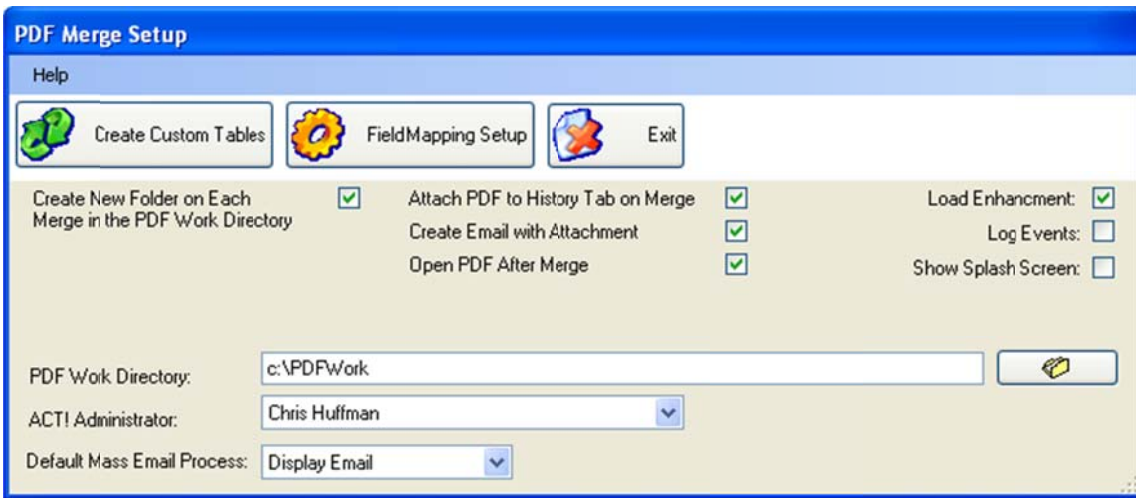 PDF Merge Setup
Help
Create Custom Tables
FieldMapping Setup
Exit
Create New Folder on Each
Merge in the PDF Work Directory
Attach PDF to History Tab on Merge
Create Email with Attachment
Open PDF After Merge
Load Enhancment:
Log Events:
Show Splash Screen:
PDF Work Directory:
c:\PDFWork
ACT! Administrator:
Chris Huffman
Default Mass Email Process:
Display Email